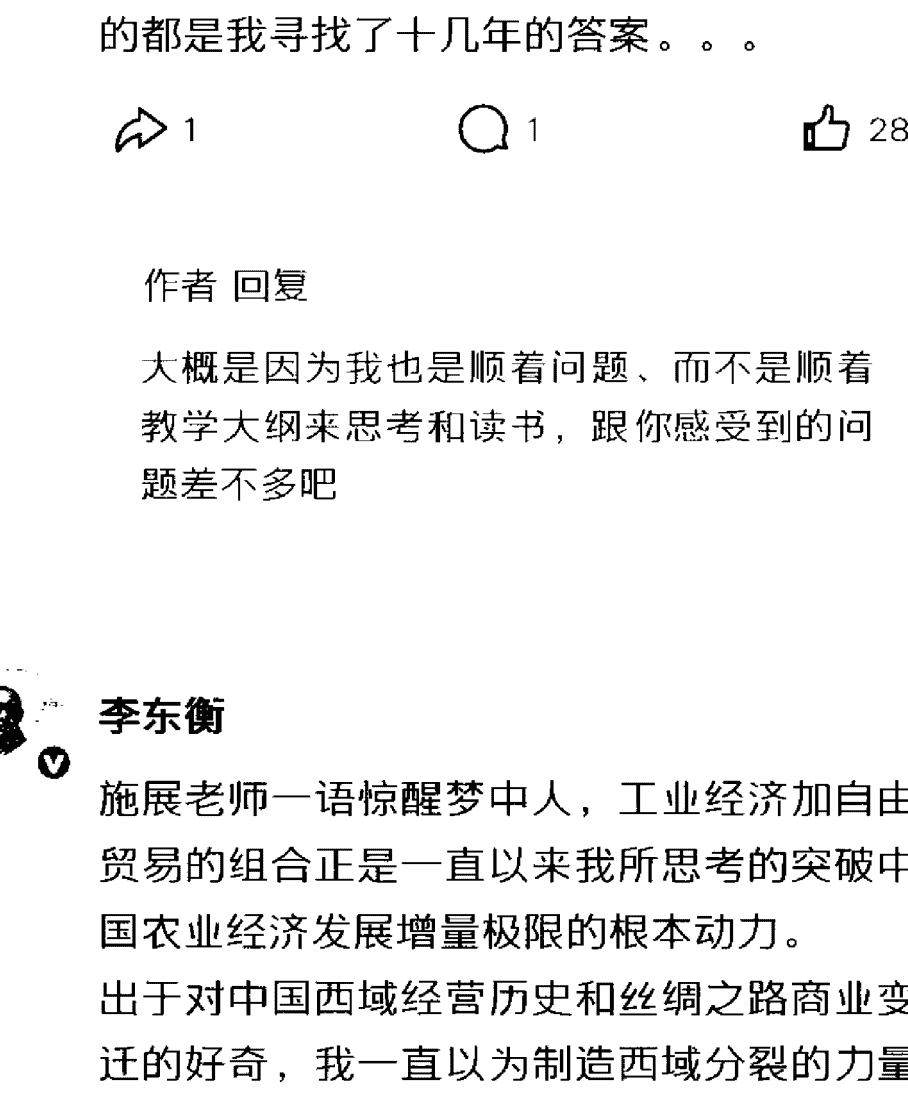 的都是我寻找了十几年的答案。。。
1 1 28
作者 回复
大概是因为我也是顺着问题、而不是顺着
教学大纲来思考和读书，跟你感受到的问
题差不多吧
李东衡
施展老师一语惊醒梦中人，工业经济加自由
贸易的组合正是一直以来我所思考的突破中
国农业经济发展增量极限的根本动力。
出于对中国西域经营历史和丝绸之路商业变
迁的好奇，我一直以为制造西域分裂的力量